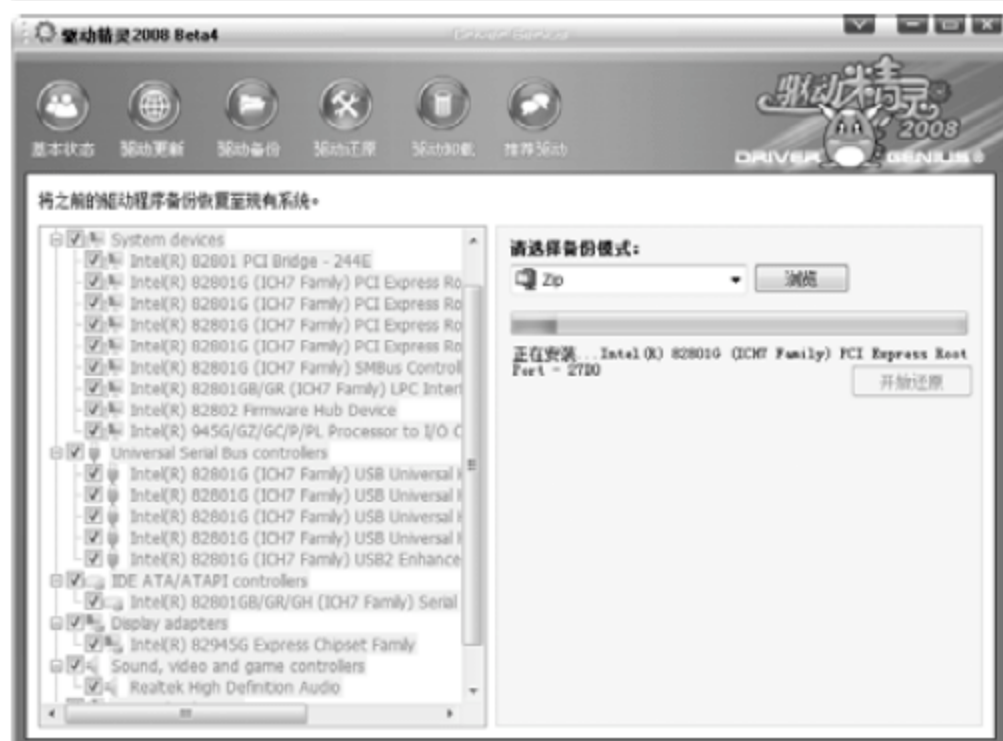 驱动精灵2008 Beta4
Driver Genius
基本状态 驱动更新 驱动备份 驱动还原 驱动卸载 推荐驱动
驱动精灵
2008
DRIVER GENIUS
将之前的驱动程序备份恢复至现有系统。
System devices
Intel(R) 82801 PCI Bridge - 244E
Intel(R) 82801G (ICH7 Family) PCI Express Ro
Intel(R) 82801G (ICH7 Family) PCI Express Ro
Intel(R) 82801G (ICH7 Family) PCI Express Ro
Intel(R) 82801G (ICH7 Family) PCI Express Ro
Intel(R) 82801G (ICH7 Family) SMBus Control
Intel(R) 82801GB/GR (ICH7 Family) LPC Inter
Intel(R) 82802 Firmware Hub Device
Intel(R) 945G/GZ/GC/P/PL Processor to I/O C
Universal Serial Bus controllers
Intel(R) 82801G (ICH7 Family) USB Universal
Intel(R) 82801G (ICH7 Family) USB Universal
Intel(R) 82801G (ICH7 Family) USB Universal
Intel(R) 82801G (ICH7 Family) USB Universal
Intel(R) 82801G (ICH7 Family) USB2 Enhance
IDE ATA/ATAPI controllers
Intel(R) 82801GB/GR/GH (ICH7 Family) Serial
Display adapters
Intel(R) 82945G Express Chipset Family
Sound, video and game controllers
Realtek High Definition Audio
请选择备份模式:
Zip 浏览
正在安装...Intel(R) 82801G (ICH7 Family) PCI Express Root
Port - 27D0
开始还原